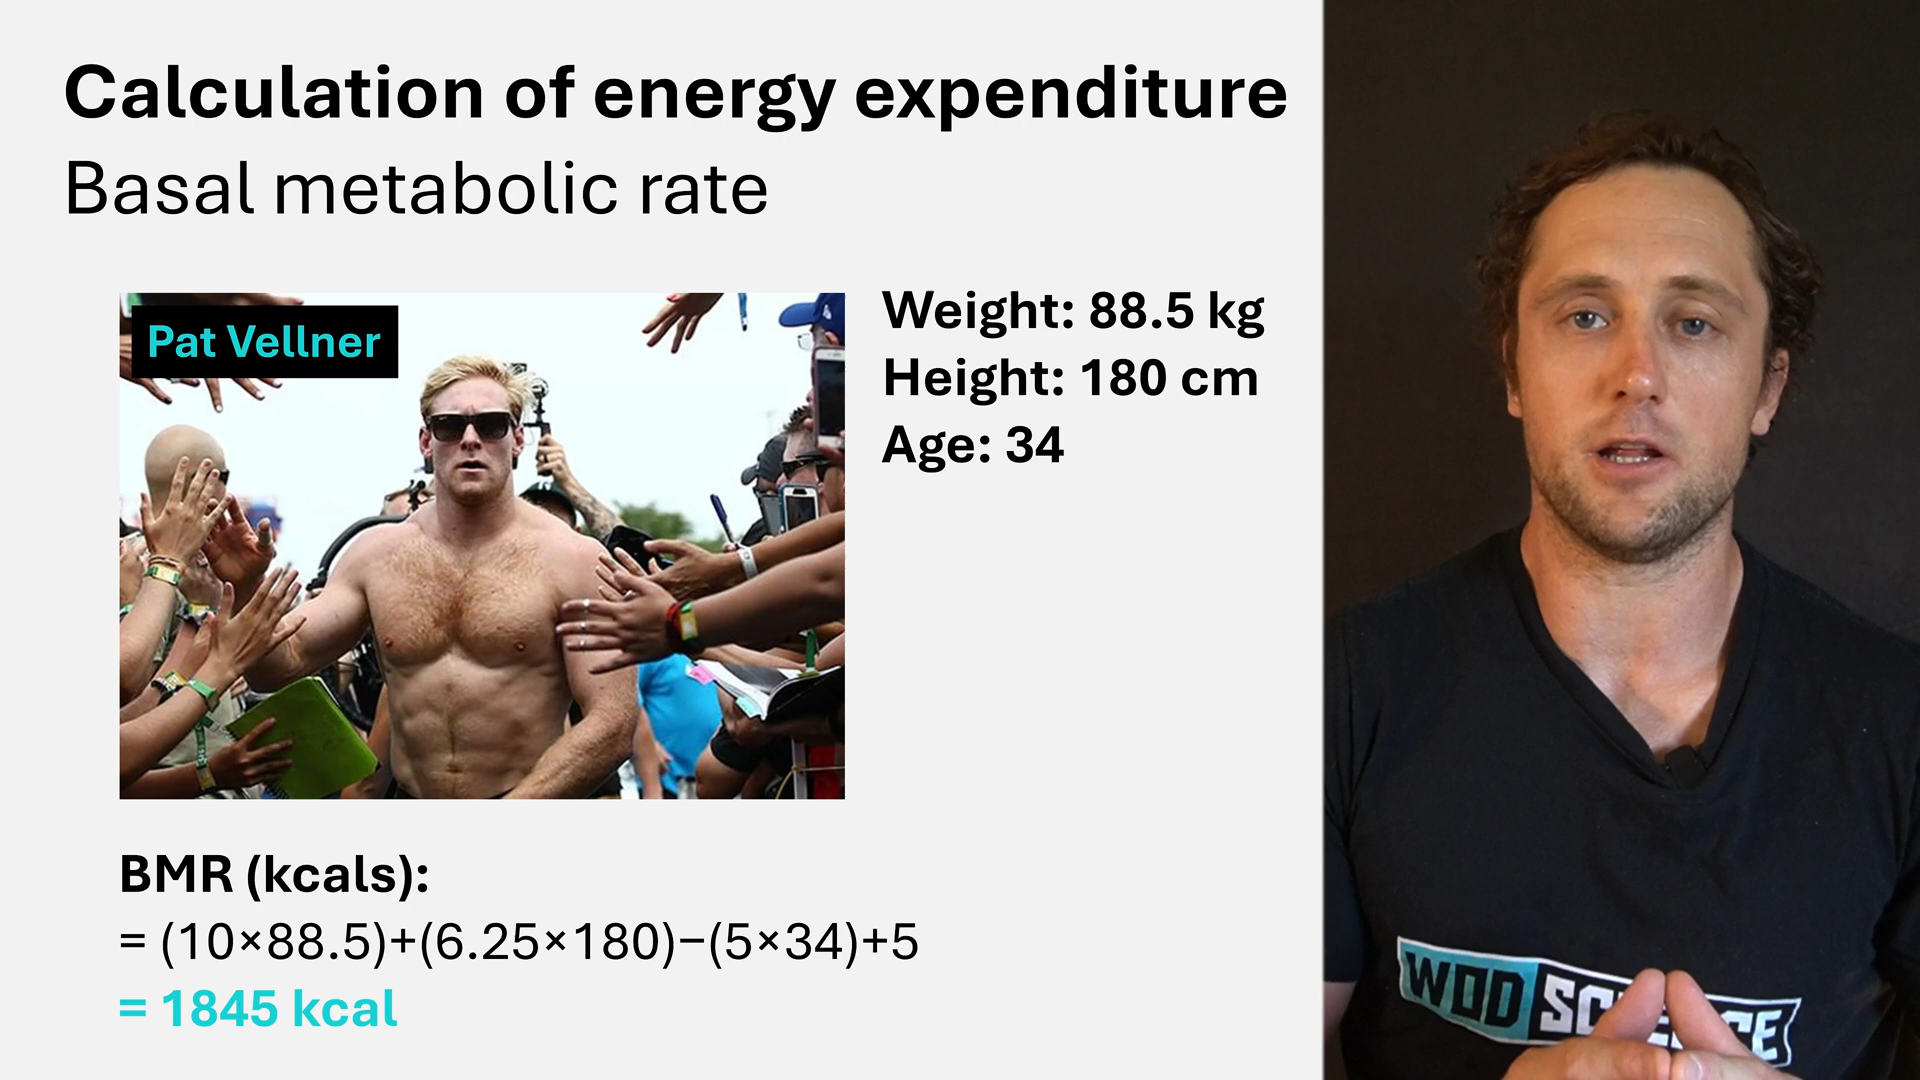 Calculation of energy expenditure
Basal metabolic rate
Pat Vellner
Weight: 88.5 kg
Height: 180 cm
Age: 34
BMR (kcals):
= (10×88.5)+(6.25×180)−(5×34)+5
= 1845 kcal
WOD